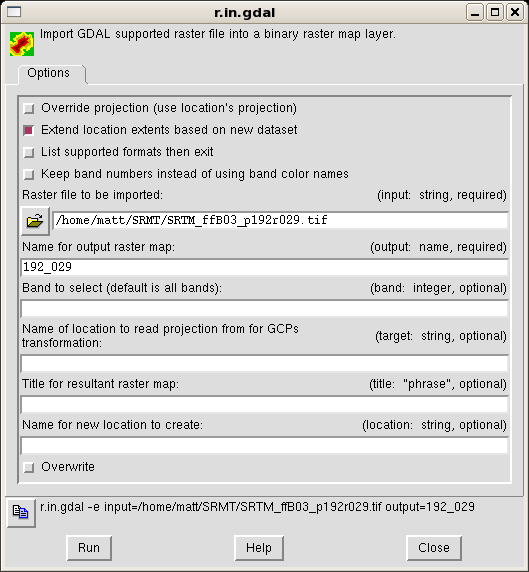 r.in.gdal
Import GDAL supported raster file into a binary raster map layer.
Options
Override projection (use location's projection)
Extend location extents based on new dataset
List supported formats then exit
Keep band numbers instead of using band color names
Raster file to be imported: (input: string, required)
/home/matt/SRMT/SRTM_ffB03_p192r029.tif
Name for output raster map: (output: name, required)
192_029
Band to select (default is all bands): (band: integer, optional)
Name of location to read projection from for GCPs
transformation: (target: string, optional)
Title for resultant raster map: (title: "phrase", optional)
Name for new location to create: (location: string, optional)
Overwrite
r.in.gdal -e input=/home/matt/SRMT/SRTM_ffB03_p192r029.tif output=192_029
Run Help Close